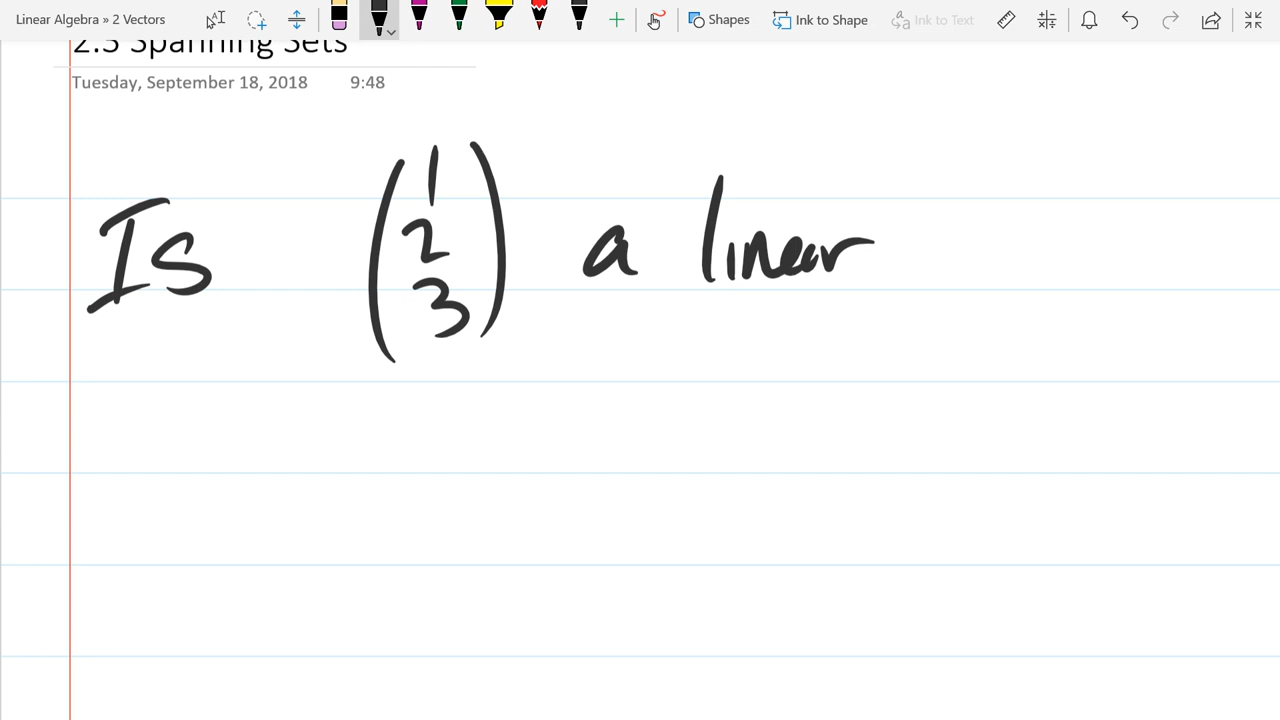 Linear Algebra » 2 Vectors
Shapes
Ink to Shape
Ink to Text
2.3 Spanning Sets
Tuesday, September 18, 2018 9:48
Is (1 2 3) a linear